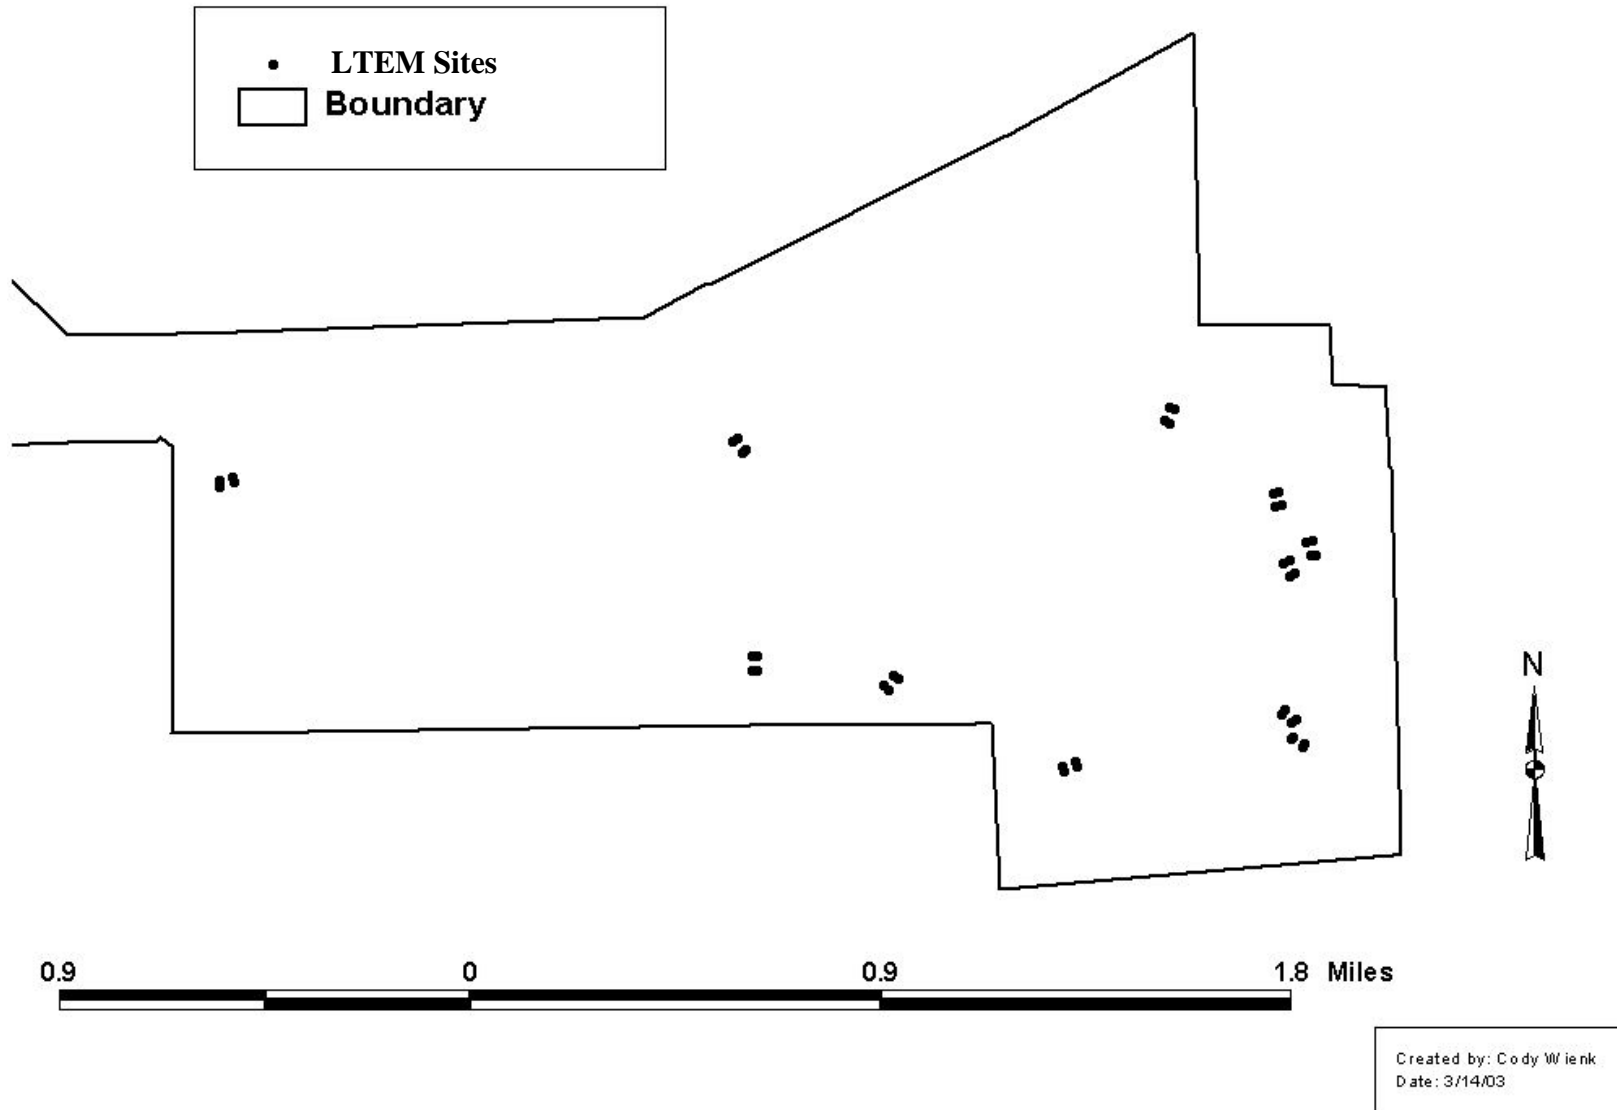 LTEM Sites
Boundary
N
0.9 0 0.9 1.8 Miles
Created by: Cody Wienk
Date: 3/14/03